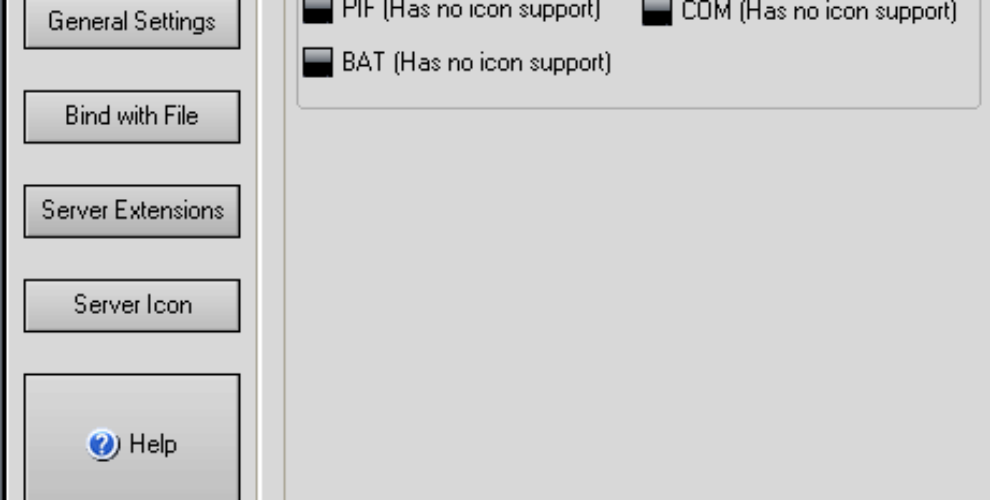 General Settings
PIF (Has no icon support)
COM (Has no icon support)
BAT (Has no icon support)
Bind with File
Server Extensions
Server Icon
Help